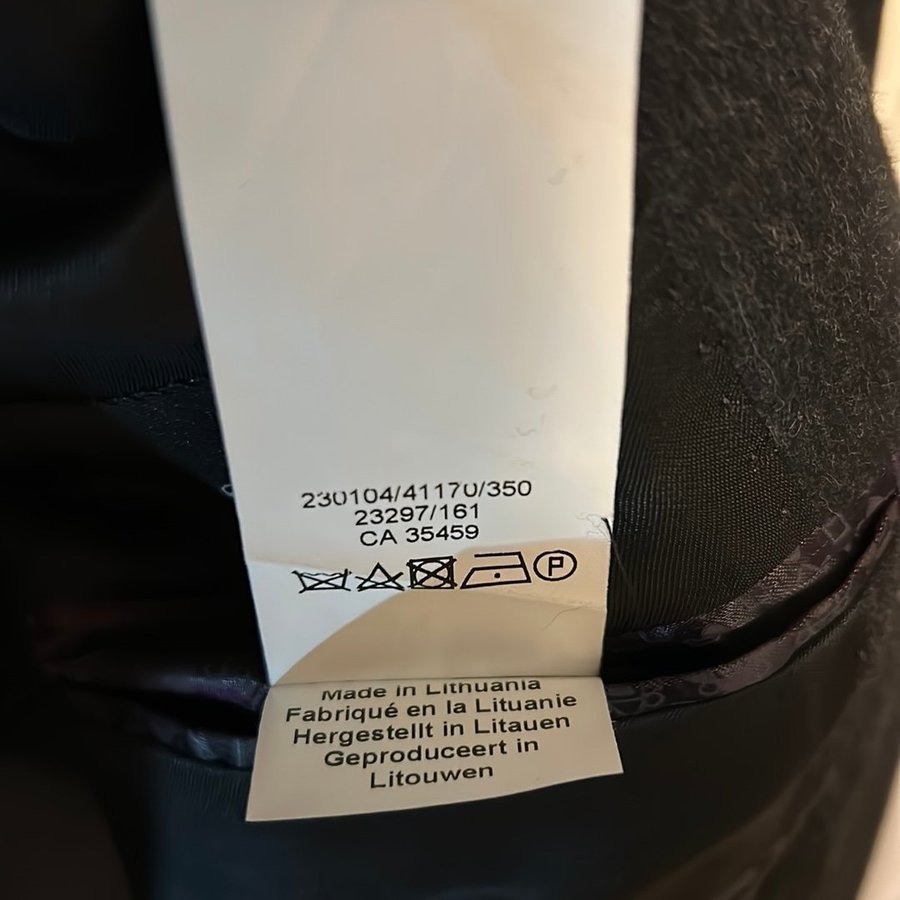 230104/41170/350
23297/161
CA 35459
P
Made in Lithuania
Fabriqué en la Lituanie
Hergestellt in Litauen
Geproduceert in
Litouwen